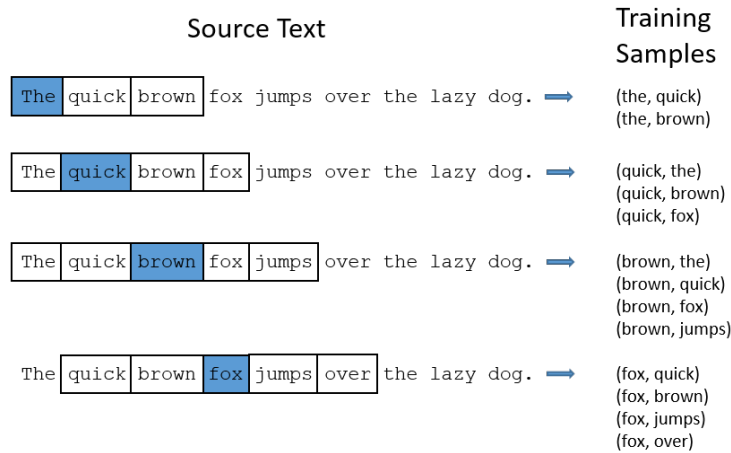 Source Text
Training
Samples
The quick brown fox jumps over the lazy dog.
(the, quick)
(the, brown)
The quick brown fox jumps over the lazy dog.
(quick, the)
(quick, brown)
(quick, fox)
The quick brown fox jumps over the lazy dog.
(brown, the)
(brown, quick)
(brown, fox)
(brown, jumps)
The quick brown fox jumps over the lazy dog.
(fox, quick)
(fox, brown)
(fox, jumps)
(fox, over)